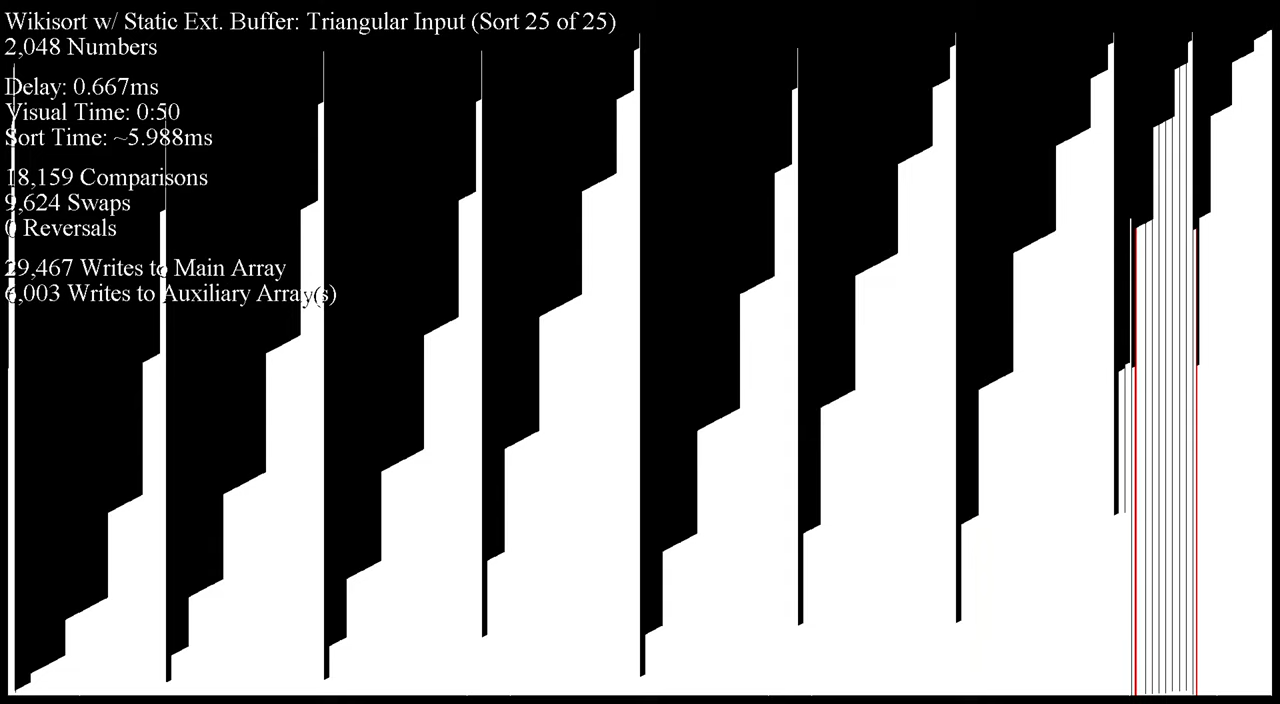 Wikisort w/ Static Ext. Buffer: Triangular Input (Sort 25 of 25)
2,048 Numbers
Delay: 0.667ms
Visual Time: 0:50
Sort Time: ~5.988ms
18,159 Comparisons
9,624 Swaps
0 Reversals
29,467 Writes to Main Array
6,003 Writes to Auxiliary Array(s)